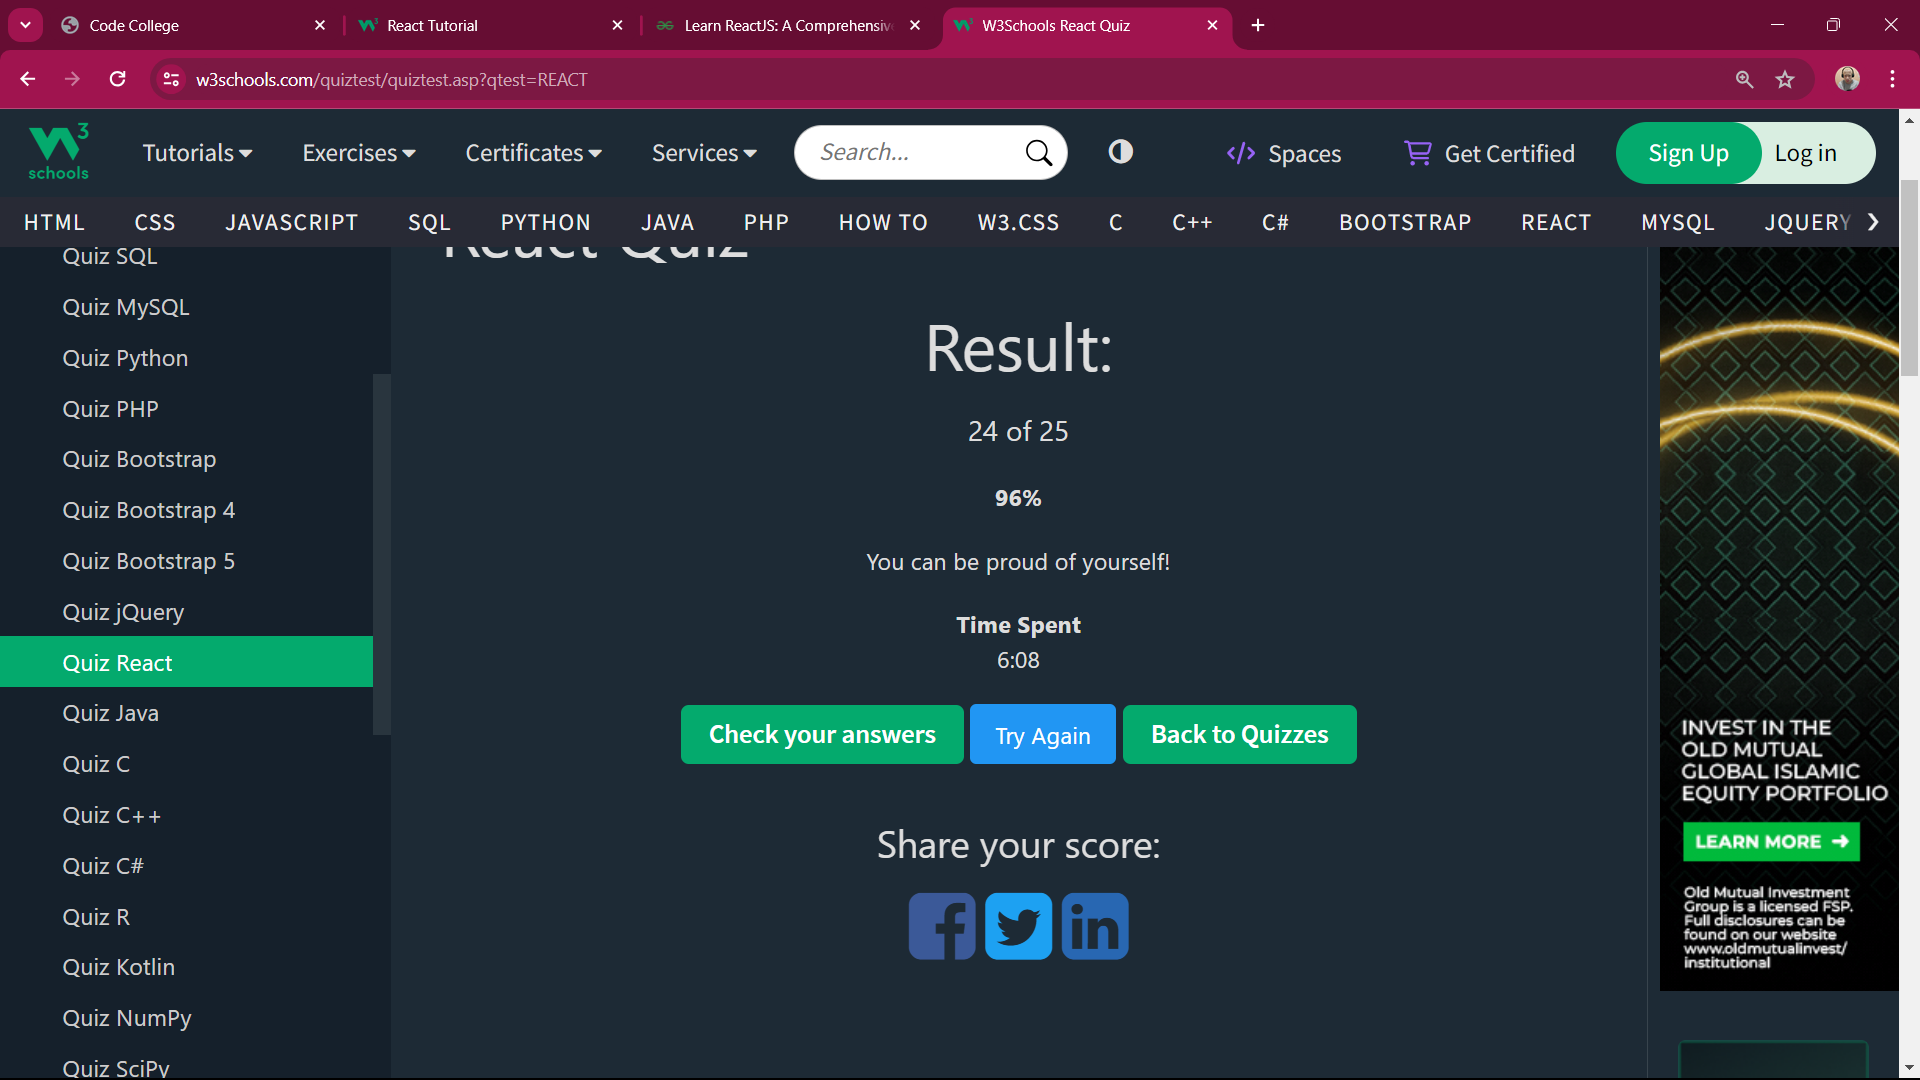 Code College
React Tutorial
Learn ReactJS: A Comprehensiv
W3Schools React Quiz
w3schools.com/quiztest/quiztest.asp?qtest=REACT
3
schools
Tutorials
Exercises
Certificates
Services
Search...
</> Spaces
Get Certified
Sign Up
Log in
HTML CSS JAVASCRIPT SQL PYTHON JAVA PHP HOW TO W3.CSS C C++ C# BOOTSTRAP REACT MYSQL JQUERY
Quiz SQL
Quiz MySQL
Quiz Python
Quiz PHP
Quiz Bootstrap
Quiz Bootstrap 4
Quiz Bootstrap 5
Quiz jQuery
Quiz React
Quiz Java
Quiz C
Quiz C++
Quiz C#
Quiz R
Quiz Kotlin
Quiz NumPy
Quiz SciPy
React Quiz
Result:
24 of 25
96%
You can be proud of yourself!
Time Spent
6:08
Check your answers
Try Again
Back to Quizzes
Share your score:
INVEST IN THE
OLD MUTUAL
GLOBAL ISLAMIC
EQUITY PORTFOLIO
LEARN MORE
Old Mutual Investment
Group is a licensed FSP.
Full disclosures can be
found on our website
www.oldmutualinvest/
institutional